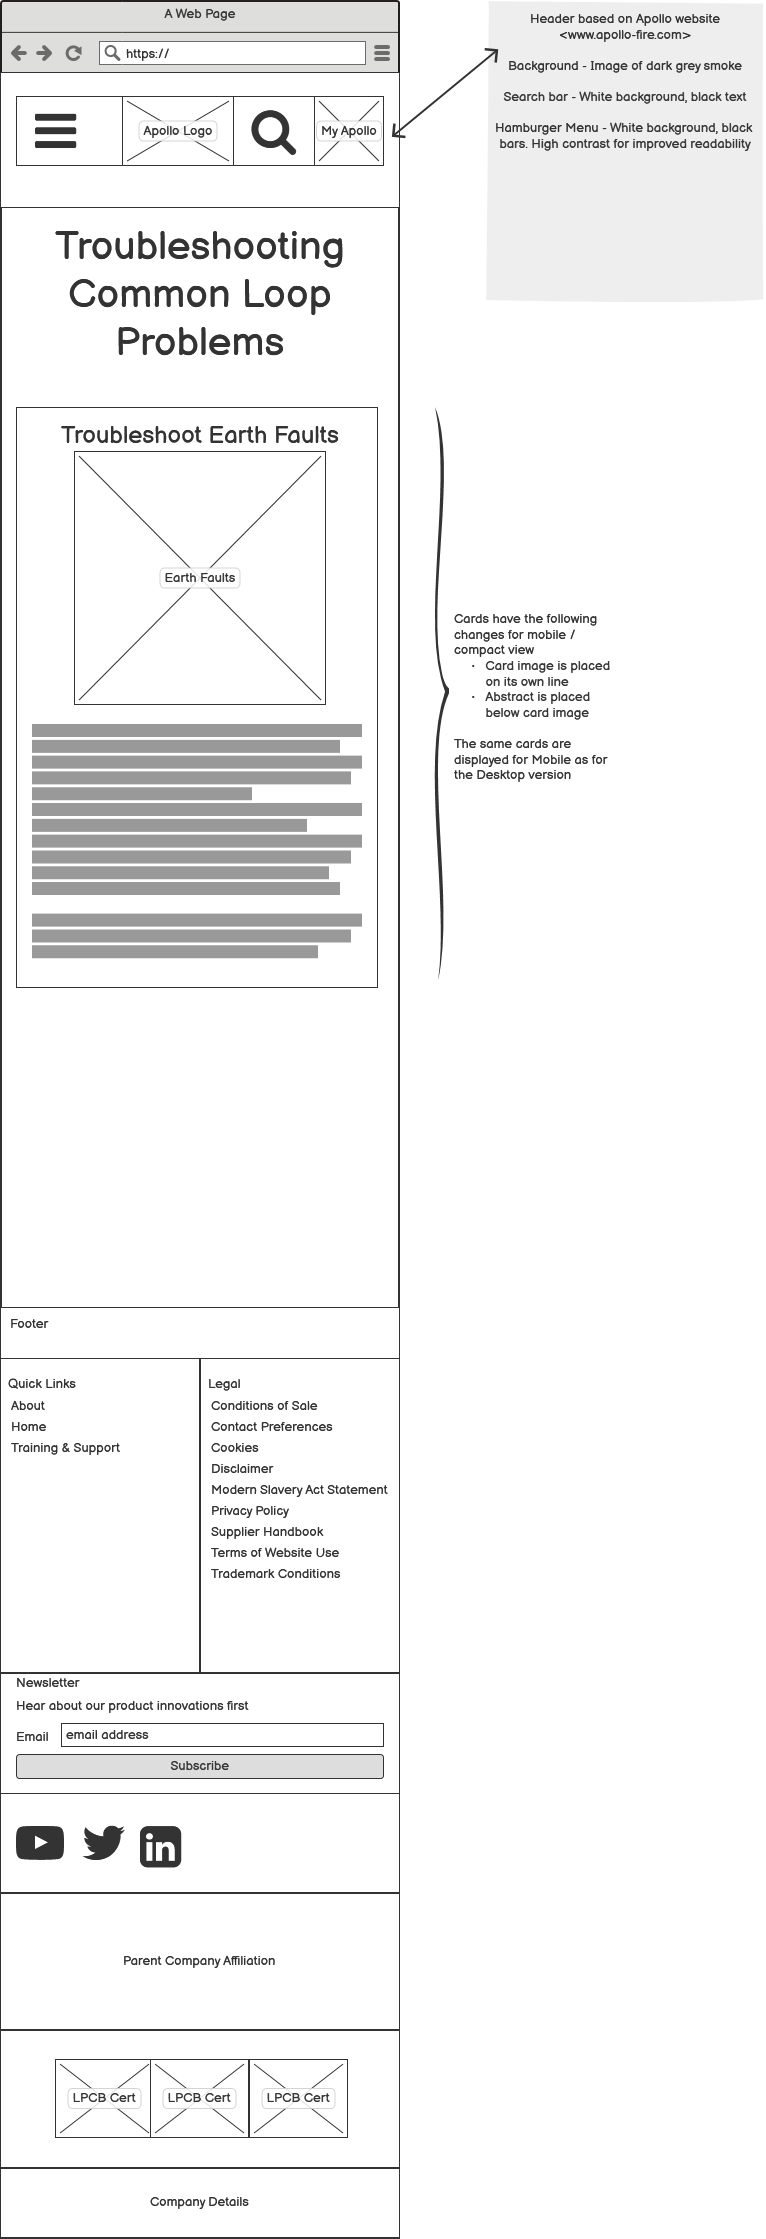 A Web Page
https://
Apollo Logo
My Apollo
Header based on Apollo website
<www.apollo-fire.com>
Background - Image of dark grey smoke
Search bar - White background, black text
Hamburger Menu - White background, black
bars. High contrast for improved readability
Troubleshooting
Common Loop
Problems
Troubleshoot Earth Faults
Earth Faults
Cards have the following
changes for mobile /
compact view
· Card image is placed
on its own line
· Abstract is placed
below card image
The same cards are
displayed for Mobile as for
the Desktop version
Footer
Quick Links
About
Home
Training & Support
Legal
Conditions of Sale
Contact Preferences
Cookies
Disclaimer
Modern Slavery Act Statement
Privacy Policy
Supplier Handbook
Terms of Website Use
Trademark Conditions
Newsletter
Hear about our product innovations first
Email
email address
Subscribe
in
Parent Company Affiliation
LPCB Cert
LPCB Cert
LPCB Cert
Company Details